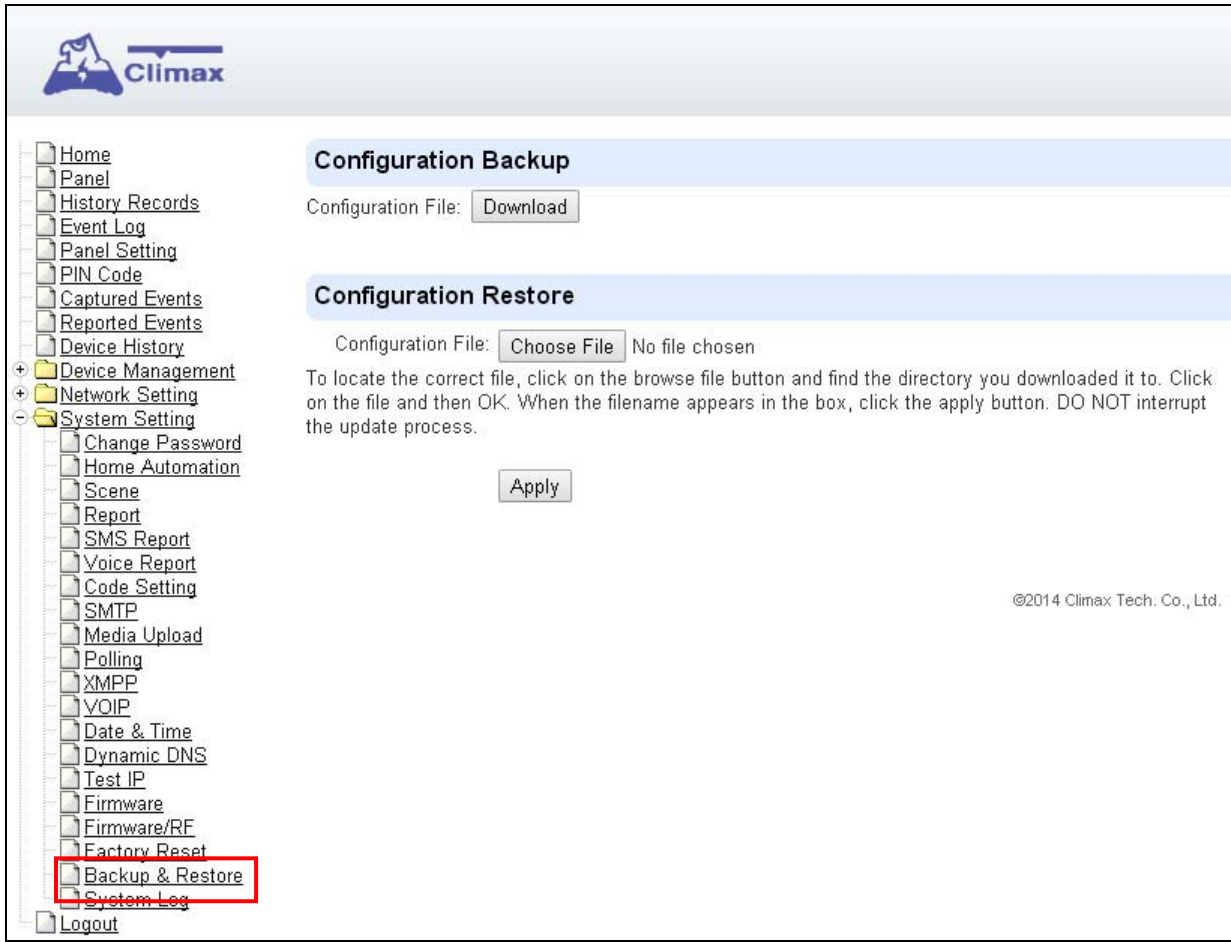 Climax
Home
Panel
History Records
Event Log
Panel Setting
PIN Code
Captured Events
Reported Events
Device History
Device Management
Network Setting
System Setting
Change Password
Home Automation
Scene
Report
SMS Report
Voice Report
Code Setting
SMTP
Media Upload
Polling
XMPP
VOIP
Date & Time
Dynamic DNS
Test IP
Firmware
Firmware/RF
Factory Reset
Backup & Restore
System Log
Logout
Configuration Backup
Configuration File: Download
Configuration Restore
Configuration File: Choose File No file chosen
To locate the correct file, click on the browse file button and find the directory you downloaded it to. Click
on the file and then OK. When the filename appears in the box, click the apply button. DO NOT interrupt
the update process.
Apply
©2014 Climax Tech. Co., Ltd.